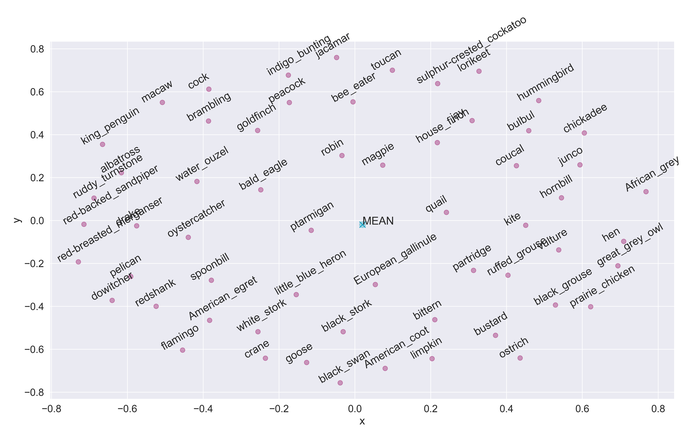 sulphur-crested_cockatoo
indigo_bunting
jacamar
toucan
lorikeet
0.8
cock
peacock
bee_eater
hummingbird
macaw
0.6
brambling
goldfinch
house_finch
bulbul
chickadee
king_penguin
0.4
robin
magpie
coucal
junco
albatross
water_ouzel
bald_eagle
hornbill
African_grey
ruddy_turnstone
0.2
red-backed_sandpiper
quail
kite
hen
y
0.0
oystercatcher
ptarmigan
MEAN
vulture
great_grey_owl
red-breasted_merganser
drake
−0.2
pelican
spoonbill
little_blue_heron
European_gallinule
partridge
ruffed_grouse
dowitcher
redshank
American_egret
black_grouse
prairie_chicken
−0.4
white_stork
black_stork
bittern
bustard
flamingo
−0.6
crane
goose
American_coot
limpkin
ostrich
black_swan
−0.8
−0.8 −0.6 −0.4 −0.2 0.0 0.2 0.4 0.6 0.8
x